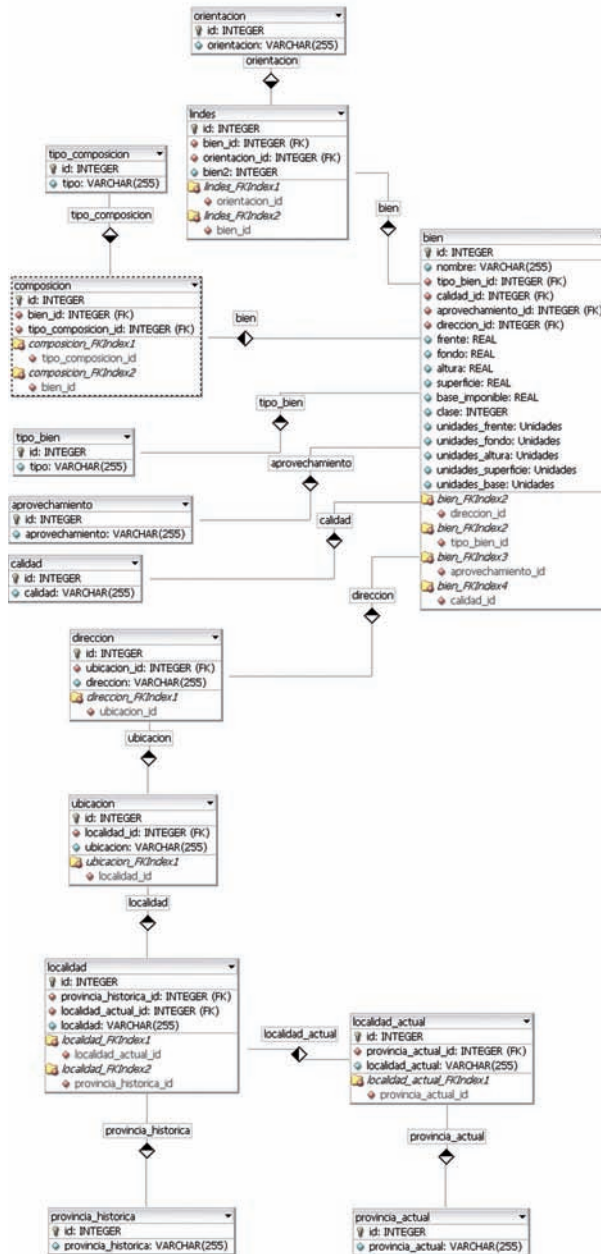 orientacion
id: INTEGER
orientacion: VARCHAR(255)
orientacion
lindes
id: INTEGER
bien_id: INTEGER (FK)
orientacion_id: INTEGER (FK)
bien2: INTEGER
lindes_FKIndex1
orientacion_id
lindes_FKIndex2
bien_id
tipo_composicion
id: INTEGER
tipo: VARCHAR(255)
tipo_composicion
bien
composicion
id: INTEGER
bien_id: INTEGER (FK)
tipo_composicion_id: INTEGER (FK)
composicion_FKIndex1
tipo_composicion_id
composicion_FKIndex2
bien_id
bien
bien
id: INTEGER
nombre: VARCHAR(255)
tipo_bien_id: INTEGER (FK)
calidad_id: INTEGER (FK)
aprovechamiento_id: INTEGER (FK)
direccion_id: INTEGER (FK)
frente: REAL
fondo: REAL
altura: REAL
superficie: REAL
base_imponible: REAL
clase: INTEGER
unidades_frente: Unidades
unidades_fondo: Unidades
unidades_altura: Unidades
unidades_superficie: Unidades
unidades_base: Unidades
bien_FKIndex2
direccion_id
bien_FKIndex2
tipo_bien_id
bien_FKIndex3
aprovechamiento_id
bien_FKIndex4
calidad_id
tipo_bien
tipo_bien
id: INTEGER
tipo: VARCHAR(255)
aprovechamiento
aprovechamiento
id: INTEGER
aprovechamiento: VARCHAR(255)
calidad
calidad
id: INTEGER
calidad: VARCHAR(255)
direccion
direccion
id: INTEGER
ubicacion_id: INTEGER (FK)
direccion: VARCHAR(255)
direccion_FKIndex1
ubicacion_id
ubicacion
ubicacion
id: INTEGER
localidad_id: INTEGER (FK)
ubicacion: VARCHAR(255)
ubicacion_FKIndex1
localidad_id
localidad
localidad
id: INTEGER
provincia_historica_id: INTEGER (FK)
localidad_actual_id: INTEGER (FK)
localidad: VARCHAR(255)
localidad_FKIndex1
localidad_actual_id
localidad_FKIndex2
provincia_historica_id
localidad_actual
localidad_actual
id: INTEGER
provincia_actual_id: INTEGER (FK)
localidad_actual: VARCHAR(255)
localidad_actual_FKIndex1
provincia_actual_id
provincia_historica
provincia_actual
provincia_historica
id: INTEGER
provincia_historica: VARCHAR(255)
provincia_actual
id: INTEGER
provincia_actual: VARCHAR(255)